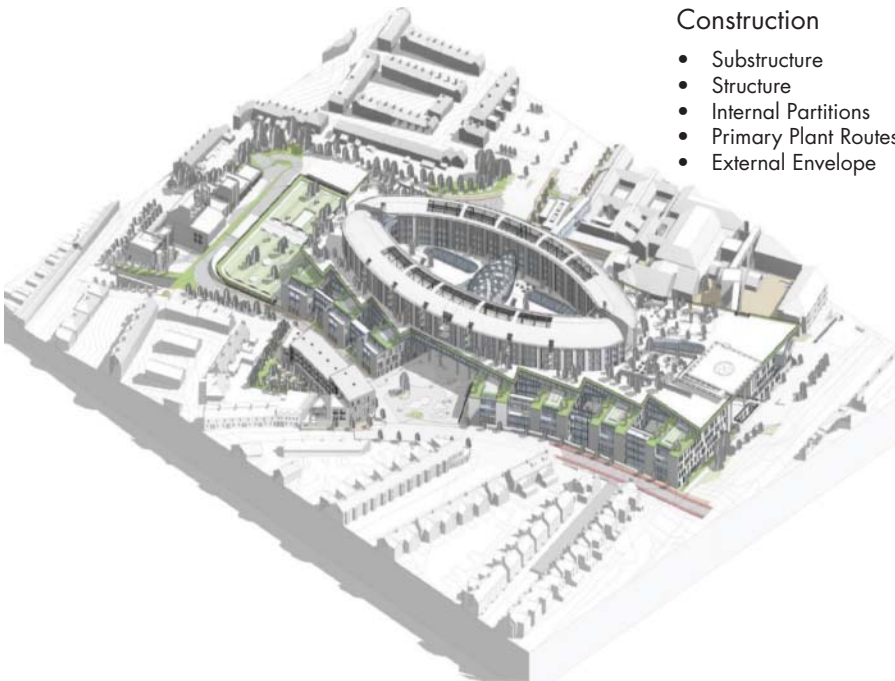 Construction
• Substructure
• Structure
• Internal Partitions
• Primary Plant Routes
• External Envelope